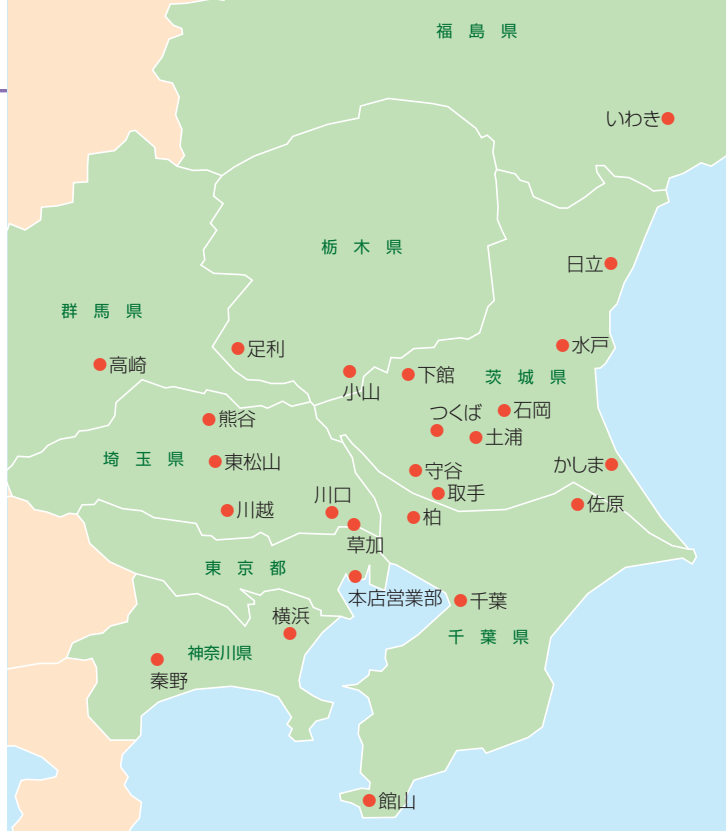 福島県
いわき
栃木県
日立
群馬県
水戸
足利
高崎
下館
茨城県
小山
石岡
つくば
熊谷
土浦
埼玉県
東松山
かしま
守谷
取手
川口
佐原
川越
柏
草加
東京都
本店営業部
千葉
横浜
千葉県
神奈川県
秦野
館山